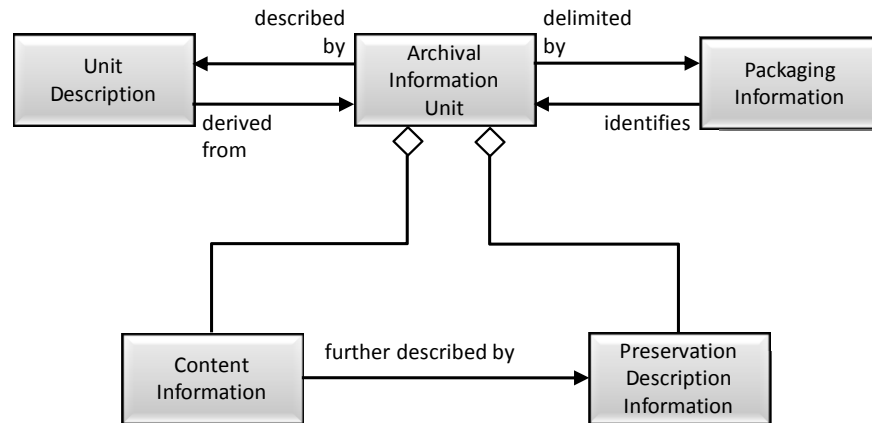 described
by
delimited
by
Unit
Description
Archival
Information
Unit
Packaging
Information
derived
from
identifies
Content
Information
further described by
Preservation
Description
Information